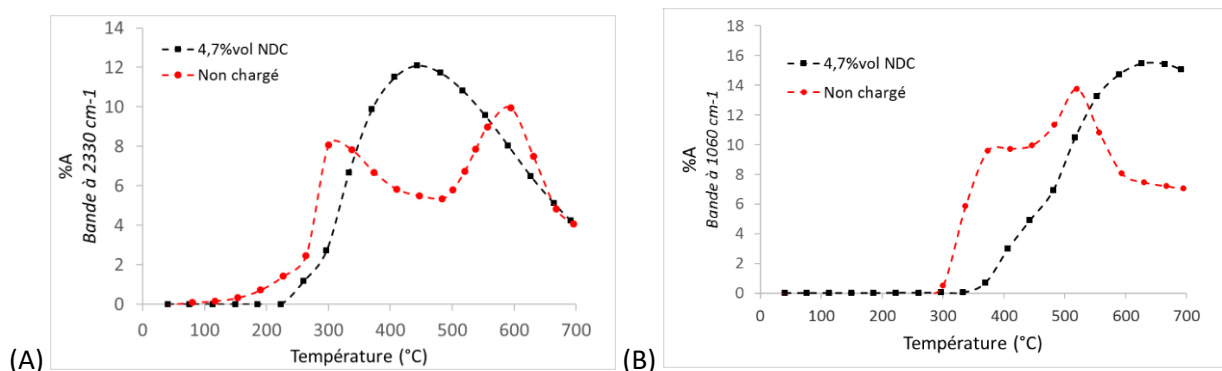 14
12
10
8
6
4
2
0
%A
Bande à 2330 cm-1
4,7%vol NDC
Non chargé
0 100 200 300 400 500 600 700
Température (°C)
(A)
18
16
14
12
10
8
6
4
2
0
%A
Bande à 1060 cm-1
4,7%vol NDC
Non chargé
0 100 200 300 400 500 600 700
Température (°C)
(B)